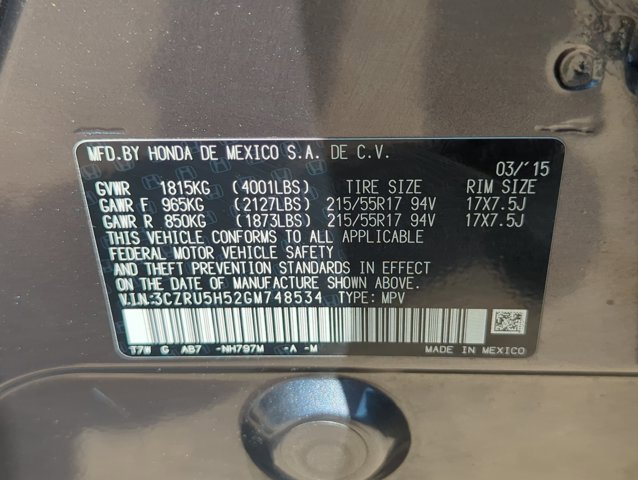 MFD.BY HONDA DE MEXICO S.A. DE C.V.
03/'15
GVWR 1815KG (4001LBS) TIRE SIZE RIM SIZE
GAWR F 965KG (2127LBS) 215/55R17 94V 17X7.5J
GAWR R 850KG (1873LBS) 215/55R17 94V 17X7.5J
THIS VEHICLE CONFORMS TO ALL APPLICABLE
FEDERAL MOTOR VEHICLE SAFETY
AND THEFT PREVENTION STANDARDS IN EFFECT
ON THE DATE OF MANUFACTURE SHOWN ABOVE.
V.I.N.:3CZRU5H52GM748534 TYPE: MPV
T7W G AB7 -NH797M -A -M MADE IN MEXICO